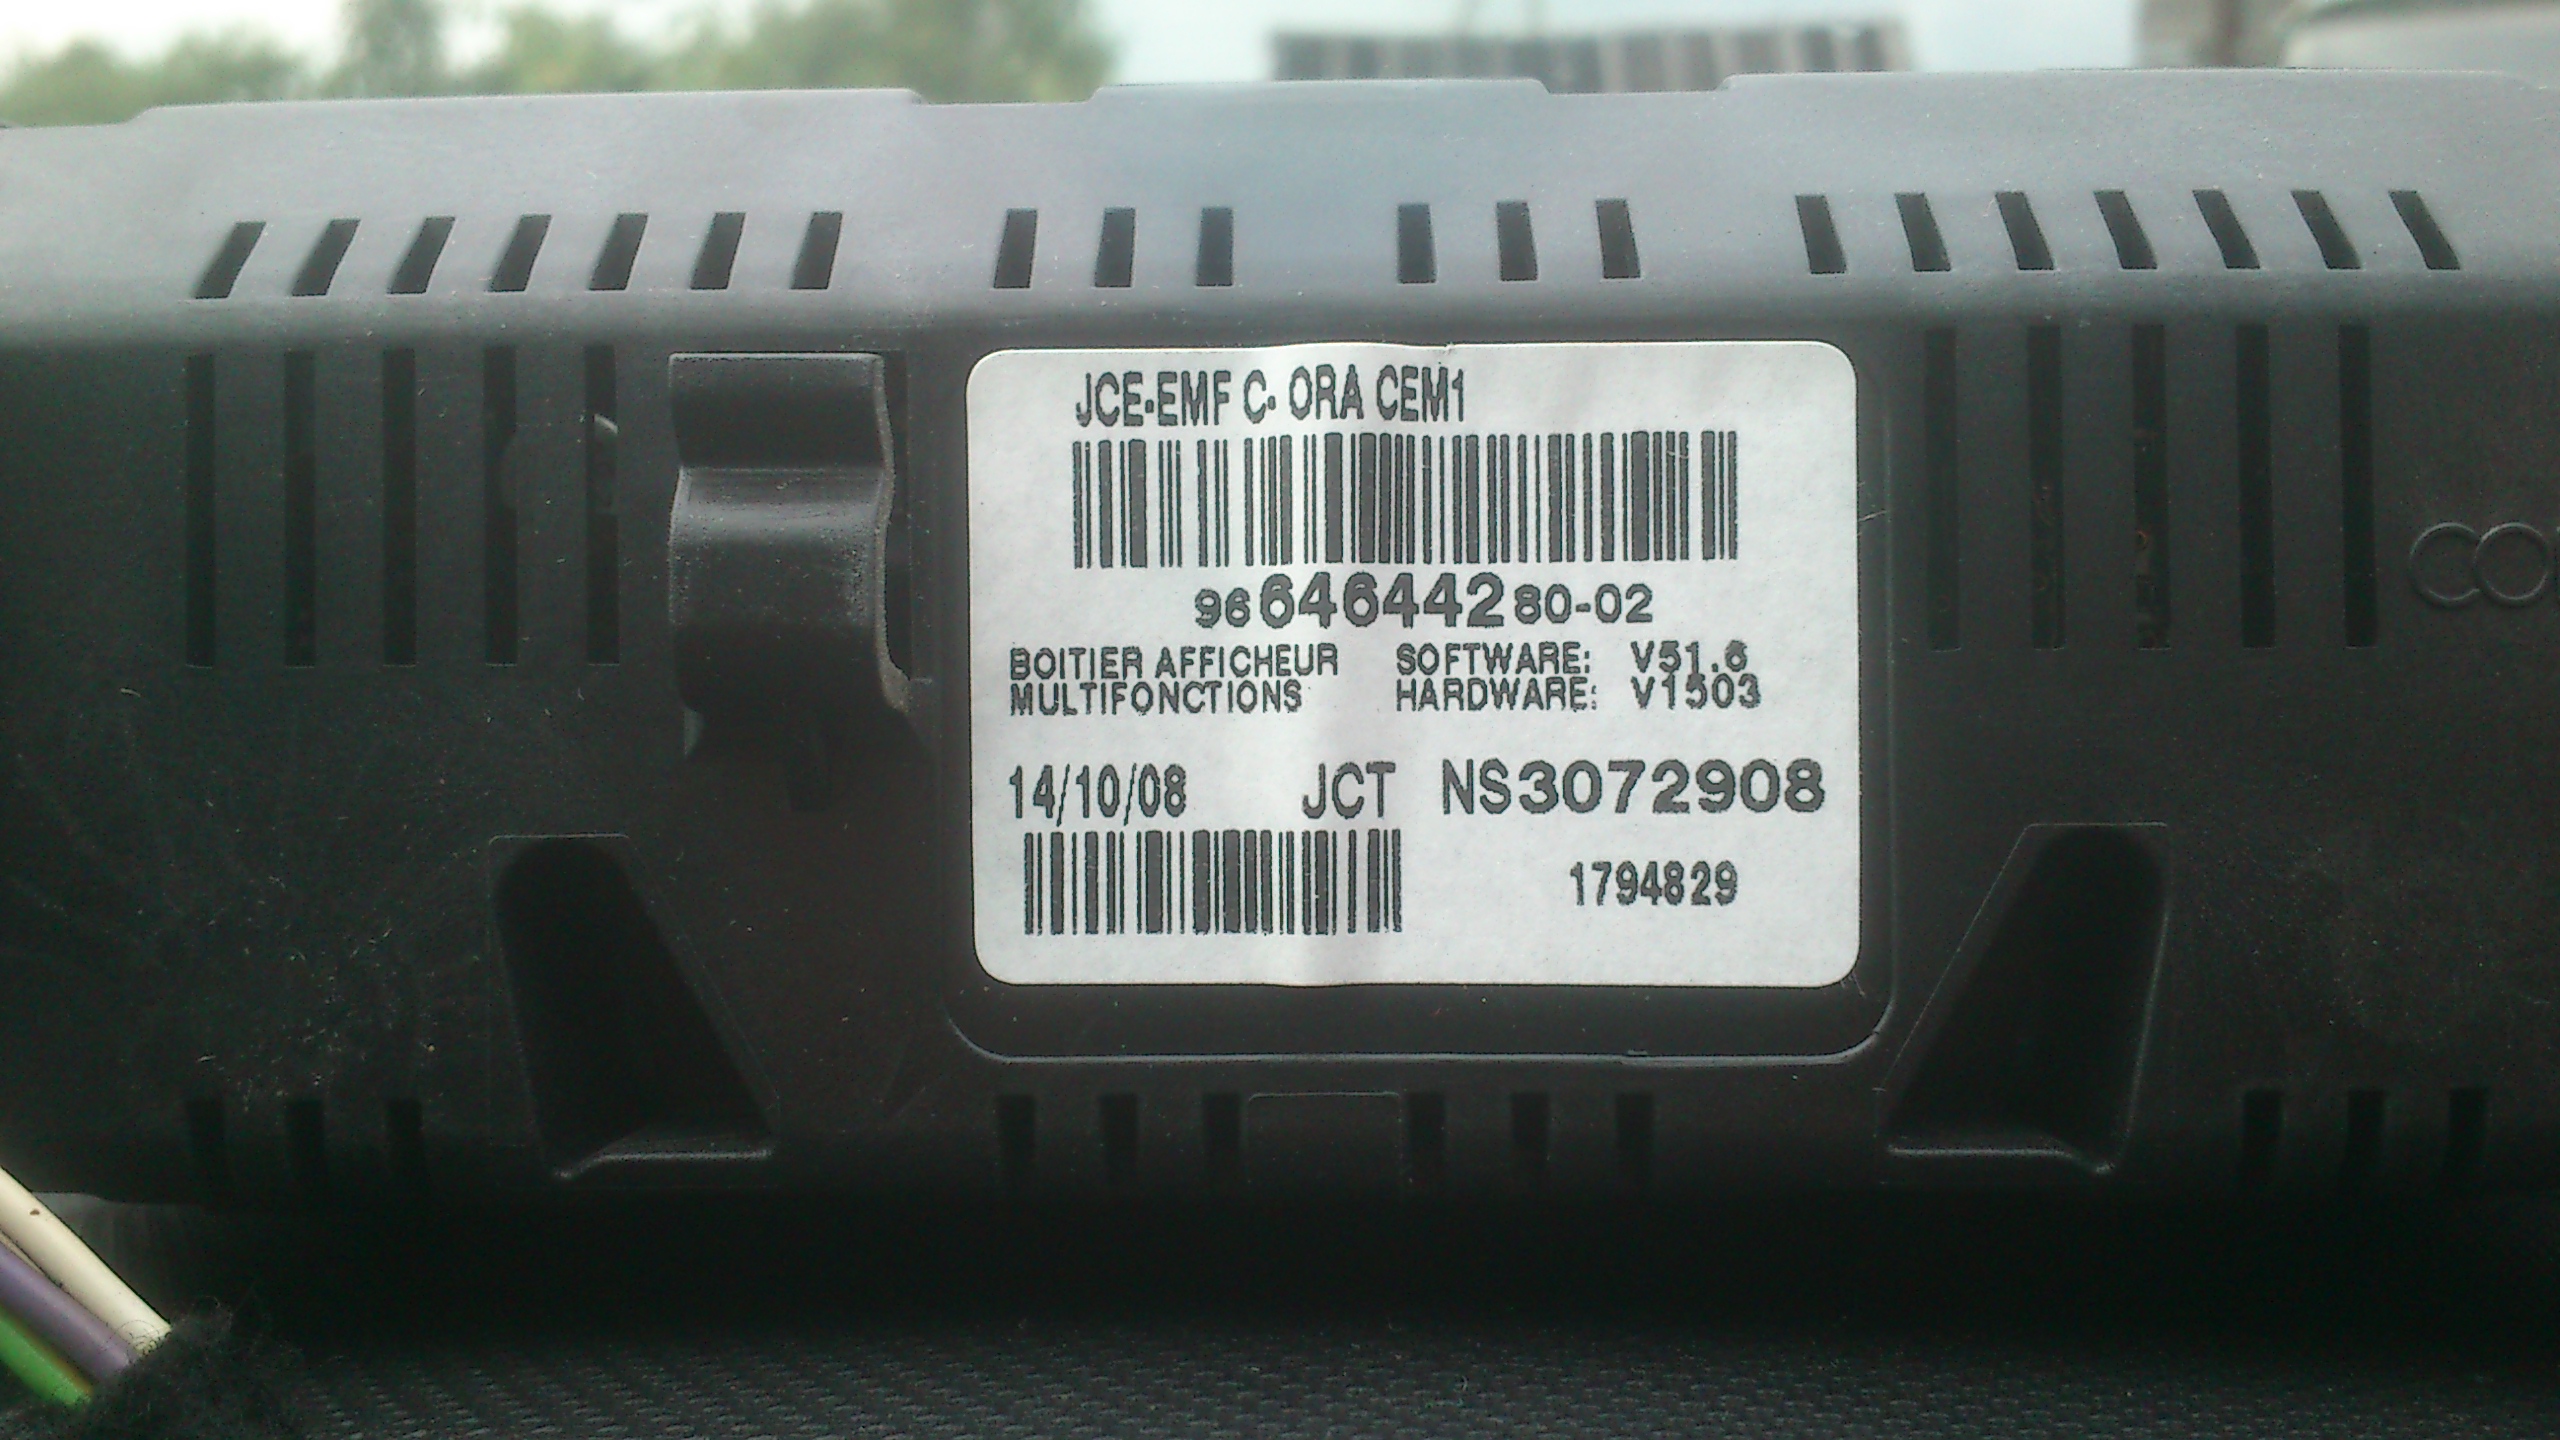 JCE-EMF C- ORA CEM1
9664644280-02
BOITIER AFFICHEUR SOFTWARE: V51.6
MULTIFONCTIONS HARDWARE: V1503
14/10/08 JCT NS3072908
1794829